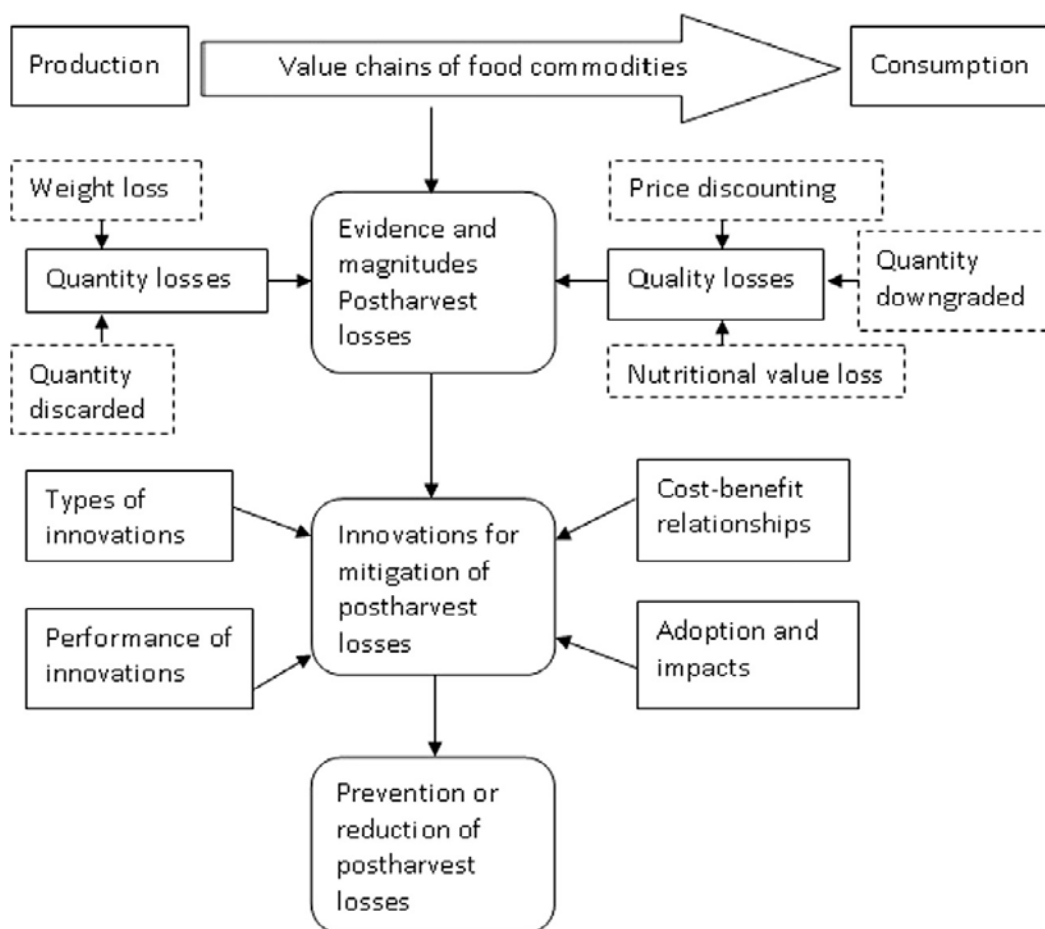 Production
Value chains of food commodities
Consumption
Weight loss
Price discounting
Evidence and
magnitudes
Postharvest
losses
Quantity losses
Quality losses
Quantity
downgraded
Quantity
discarded
Nutritional value loss
Types of
innovations
Cost-benefit
relationships
Innovations for
mitigation of
postharvest
losses
Performance of
innovations
Adoption and
impacts
Prevention or
reduction of
postharvest
losses